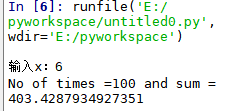 In [6]: runfile('E:/
pyworkspace/untitled0.py',
wdir='E:/pyworkspace')
输入x：6
No of times =100 and sum =
403.4287934927351